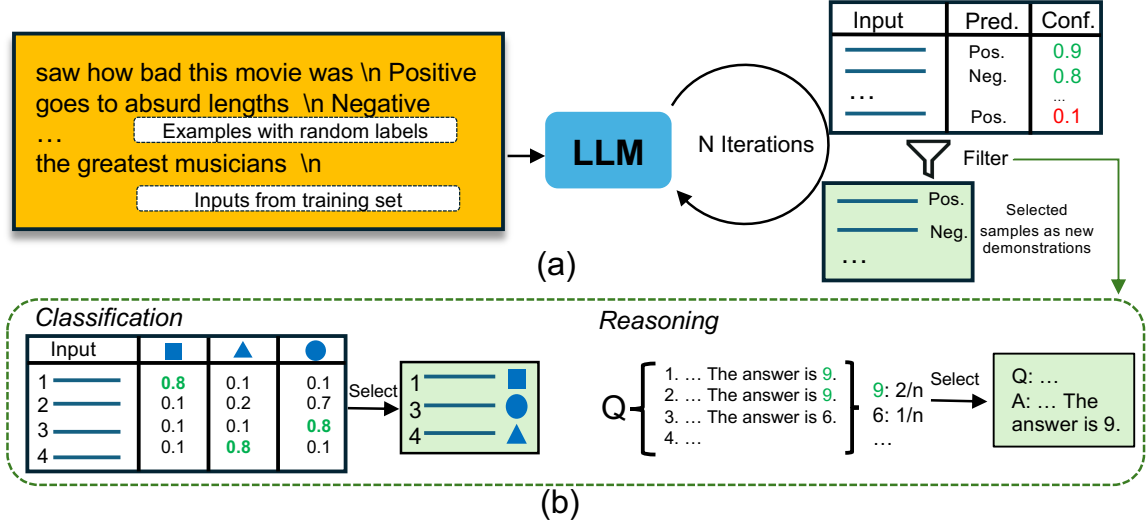 saw how bad this movie was \n Positive
goes to absurd lengths \n Negative
...
Examples with random labels
the greatest musicians \n
Inputs from training set
LLM
N Iterations
Input Pred. Conf.
Pos. 0.9
Neg. 0.8
... ...
Pos. 0.1
Filter
Pos.
Neg.
...
Selected
samples as new
demonstrations
(a)
Classification
Input
1 0.8 0.1 0.1
2 0.1 0.2 0.7
3 0.1 0.1 0.8
4 0.1 0.8 0.1
Select
1
3
4
Reasoning
Q
1. ... The answer is 9.
2. ... The answer is 9.
3. ... The answer is 6.
4. ...
9: 2/n
6: 1/n
...
Select
Q: ...
A: ... The
answer is 9.
(b)